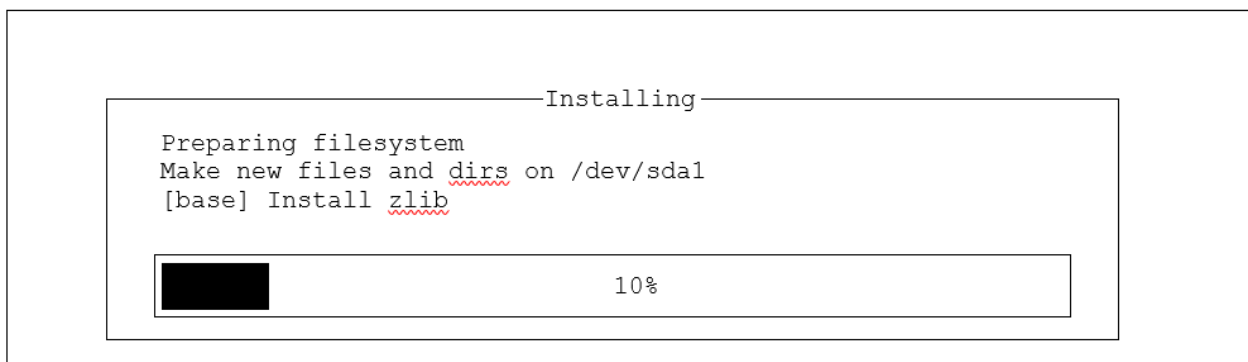 Installing
Preparing filesystem
Make new files and dirs on /dev/sda1
[base] Install zlib
10%